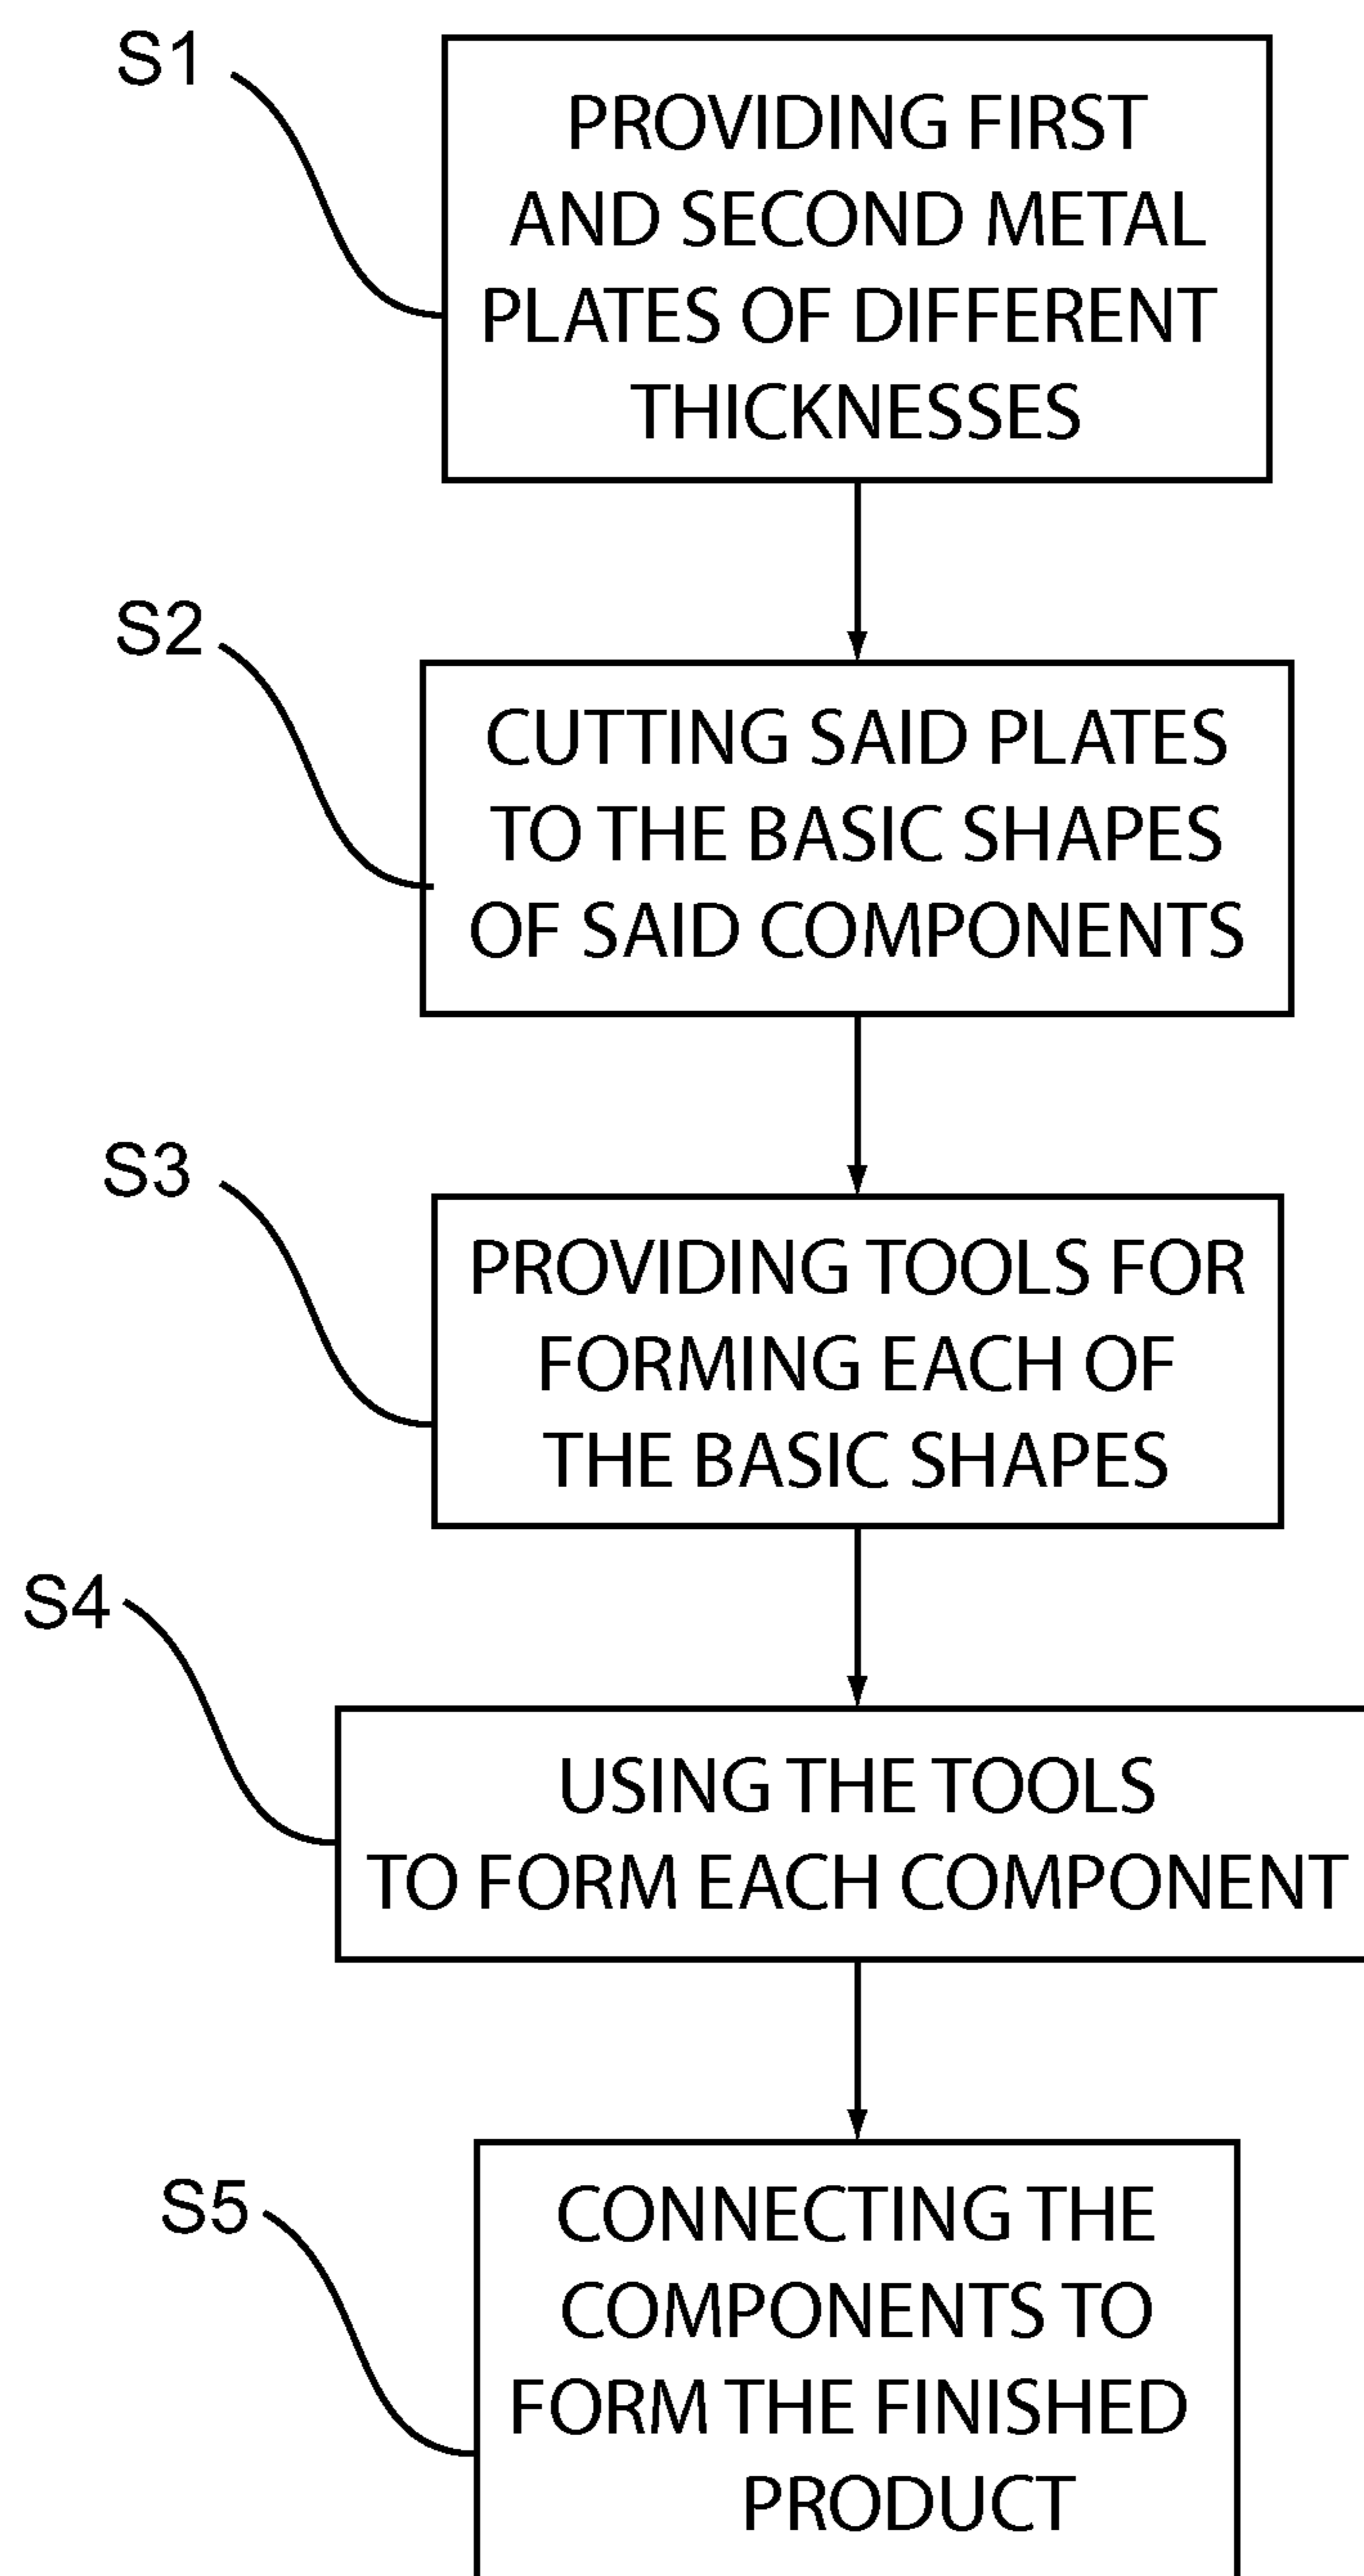 S1
PROVIDING FIRST
AND SECOND METAL
PLATES OF DIFFERENT
THICKNESSES
S2
CUTTING SAID PLATES
TO THE BASIC SHAPES
OF SAID COMPONENTS
S3
PROVIDING TOOLS FOR
FORMING EACH OF
THE BASIC SHAPES
S4
USING THE TOOLS
TO FORM EACH COMPONENT
S5
CONNECTING THE
COMPONENTS TO
FORM THE FINISHED
PRODUCT